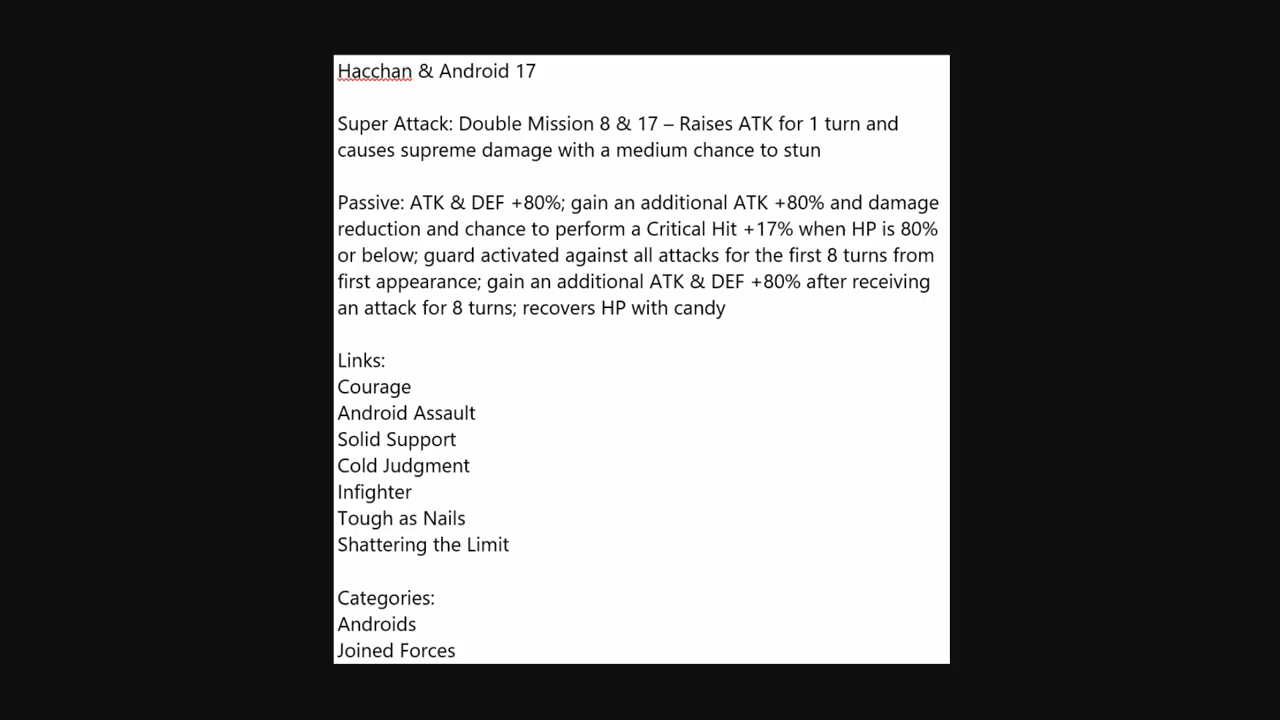 Hacchan & Android 17
Super Attack: Double Mission 8 & 17 – Raises ATK for 1 turn and
causes supreme damage with a medium chance to stun
Passive: ATK & DEF +80%; gain an additional ATK +80% and damage
reduction and chance to perform a Critical Hit +17% when HP is 80%
or below; guard activated against all attacks for the first 8 turns from
first appearance; gain an additional ATK & DEF +80% after receiving
an attack for 8 turns; recovers HP with candy
Links:
Courage
Android Assault
Solid Support
Cold Judgment
Infighter
Tough as Nails
Shattering the Limit
Categories:
Androids
Joined Forces